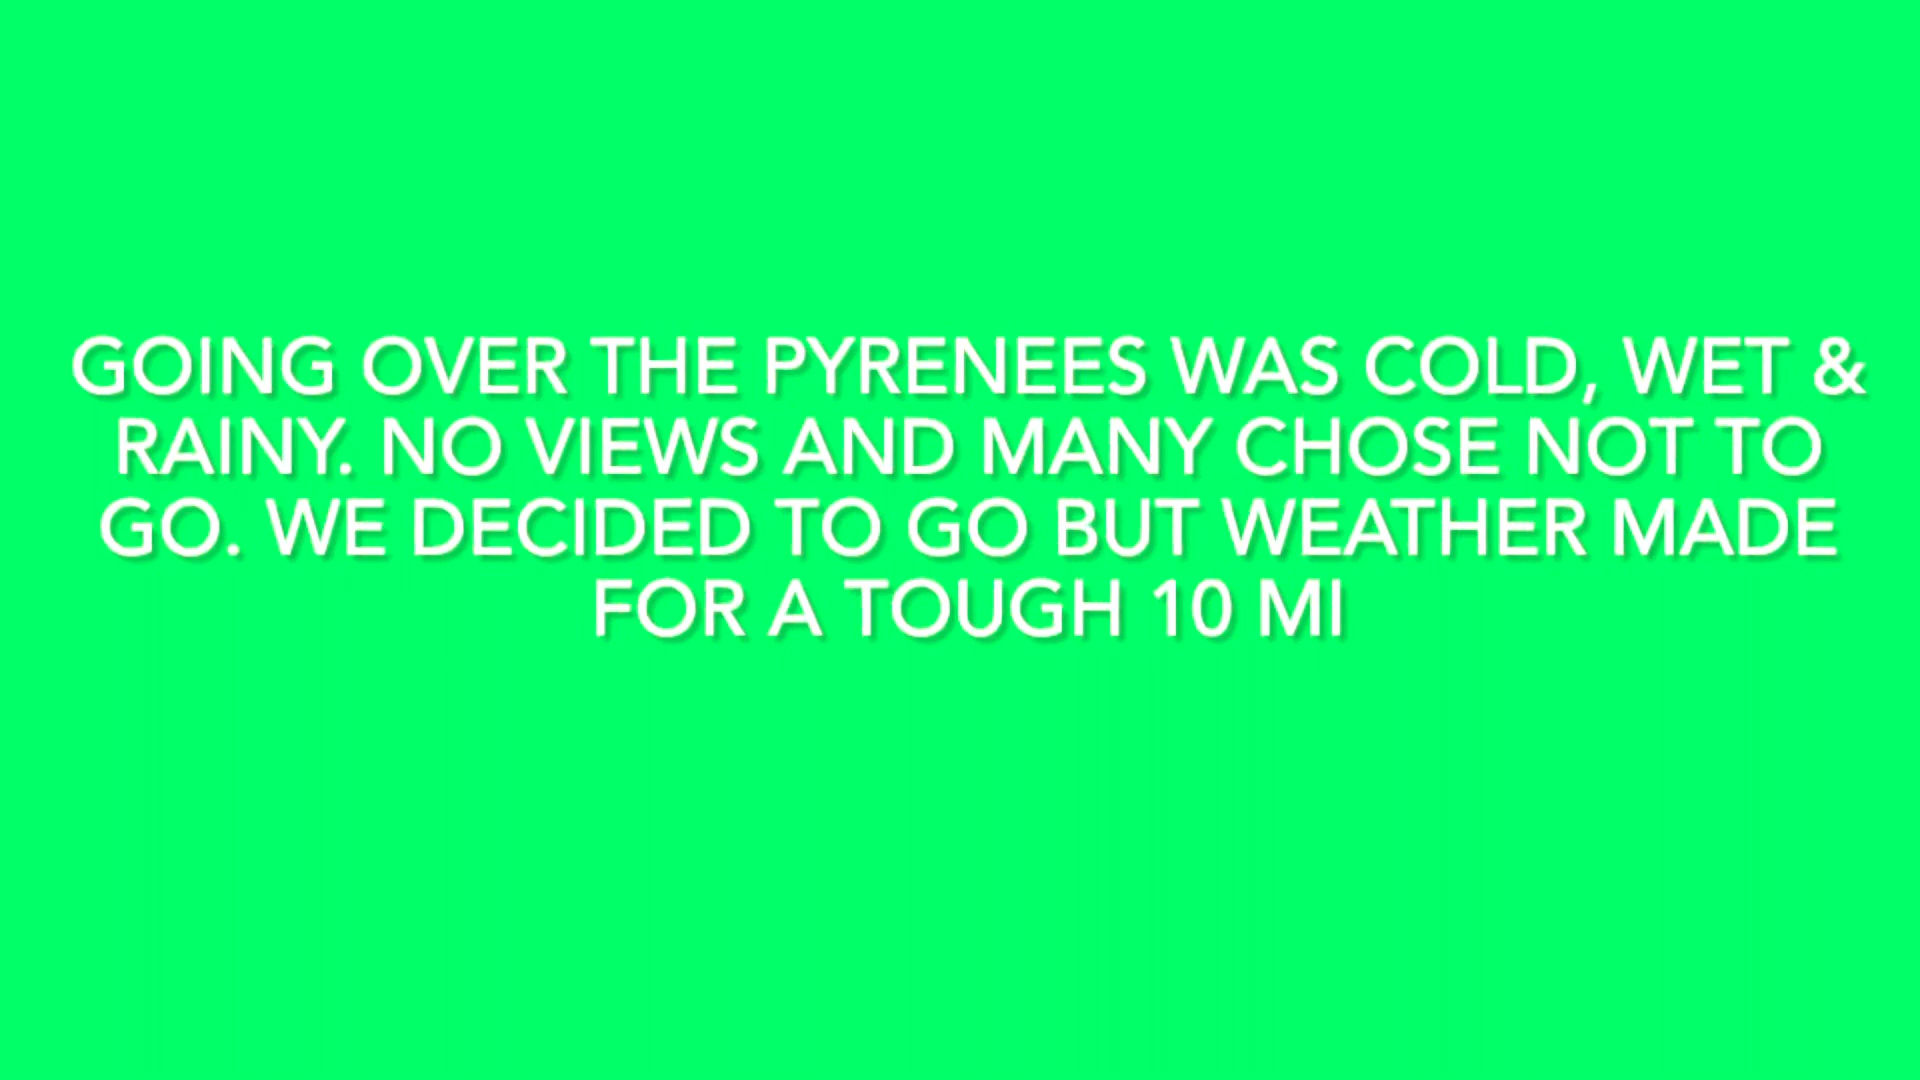 GOING OVER THE PYRENEES WAS COLD, WET &
RAINY. NO VIEWS AND MANY CHOSE NOT TO
GO. WE DECIDED TO GO BUT WEATHER MADE
FOR A TOUGH 10 MI